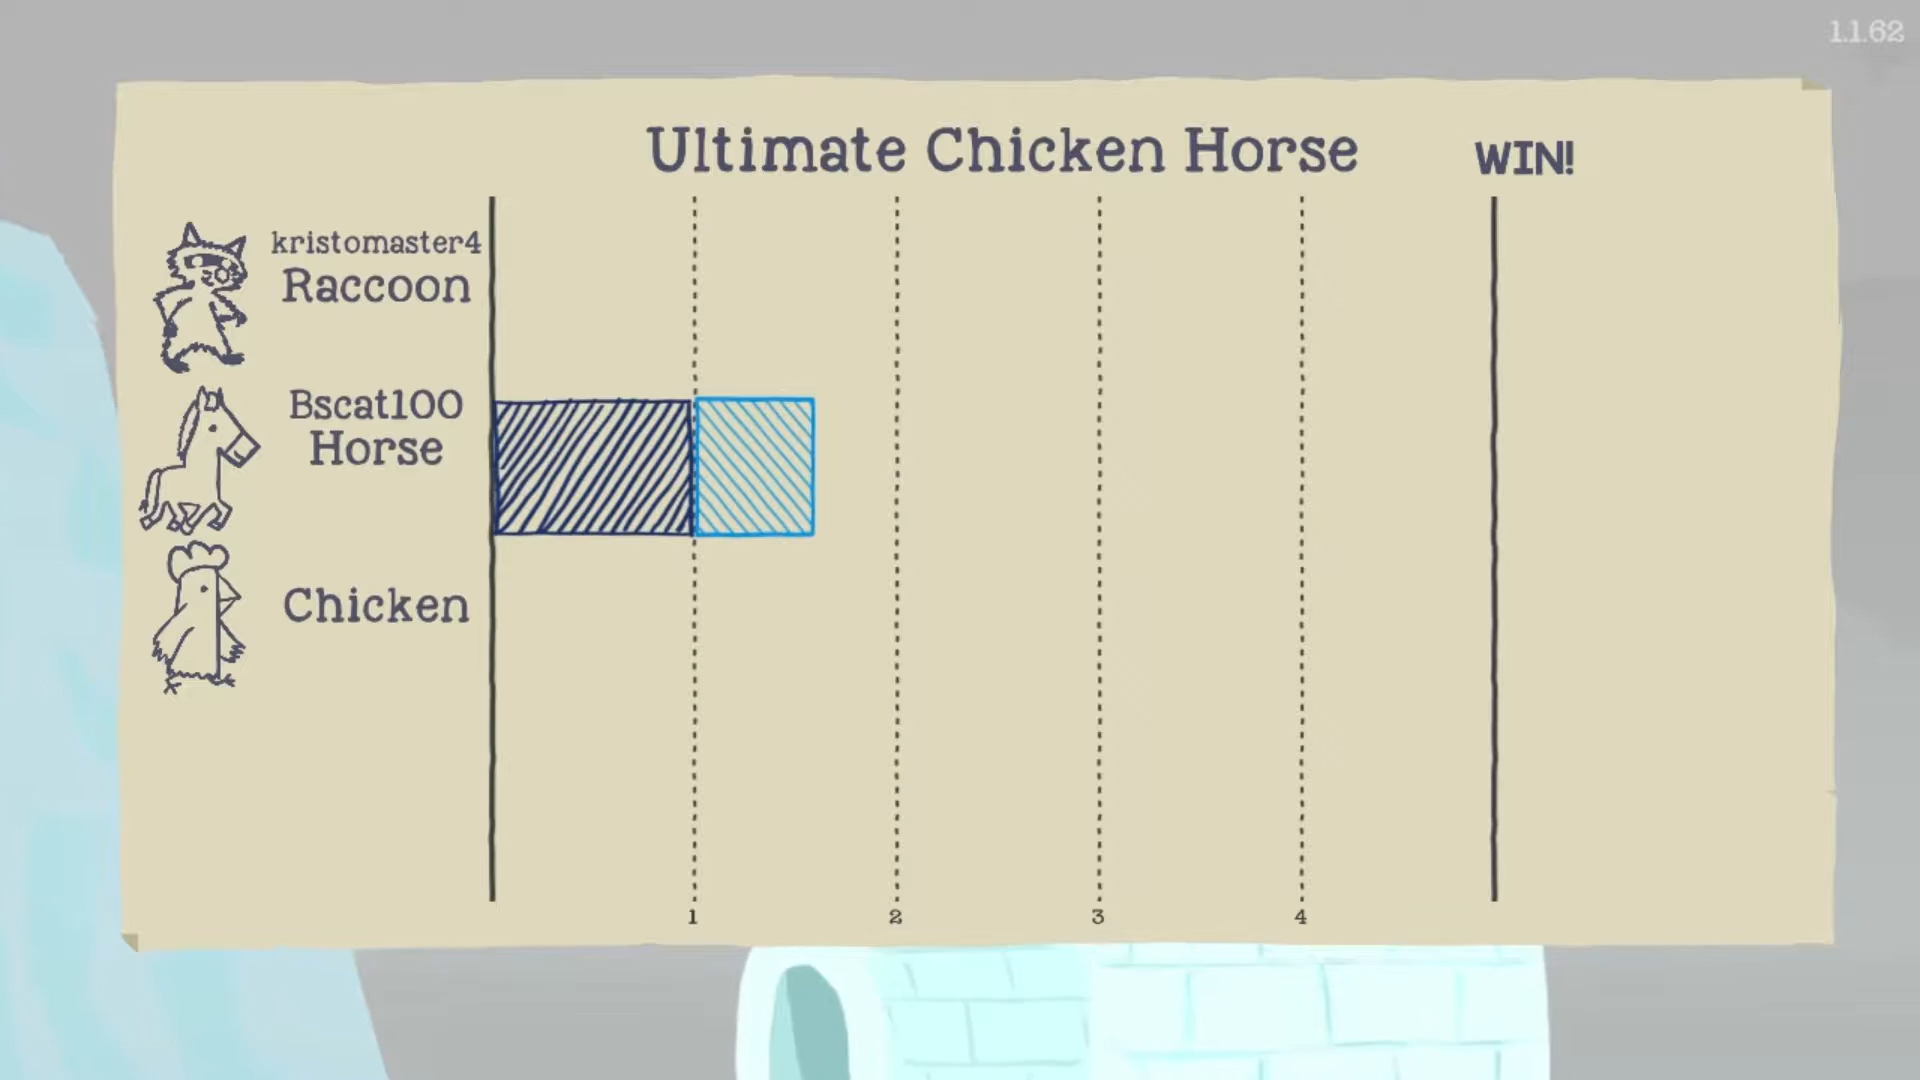 1.1.62
Ultimate Chicken Horse
WIN!
kristomaster4
Raccoon
Bscat100
Horse
Chicken
1 2 3 4